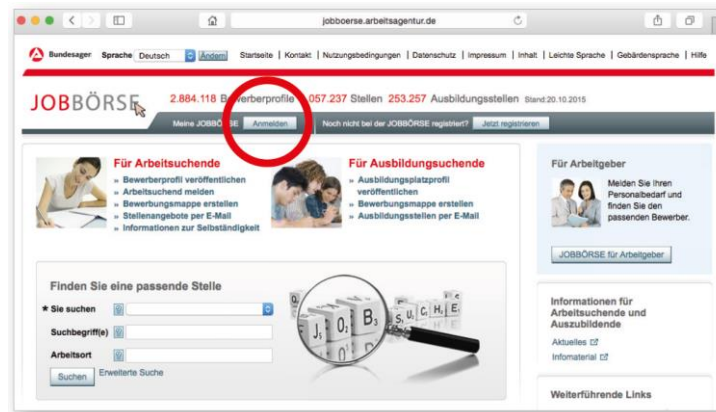 jobboerse.arbeitsagentur.de
Bundesager Sprache Deutsch Ändern Startseite | Kontakt | Nutzungsbedingungen | Datenschutz | Impressum | Inhalt | Leichte Sprache | Gebärdensprache | Hilfe
JOBBÖRSE 2.884.118 Bewerberprofile 057.237 Stellen 253.257 Ausbildungsstellen Stand:20.10.2015
Meine JOBBÖRSE Anmelden Noch nicht bei der JOBBÖRSE registriert? Jetzt registrieren
Für Arbeitsuchende
» Bewerberprofil veröffentlichen
» Arbeitsuchend melden
» Bewerbungsmappe erstellen
» Stellenangebote per E-Mail
» Informationen zur Selbständigkeit
Für Ausbildungsuchende
» Ausbildungsplatzprofil
veröffentlichen
» Bewerbungsmappe erstellen
» Ausbildungsstellen per E-Mail
Für Arbeitgeber
Melden Sie Ihren
Personalbedarf und
finden Sie den
passenden Bewerber.
JOBBÖRSE für Arbeitgeber
Finden Sie eine passende Stelle
* Sie suchen
Suchbegriff(e)
Arbeitsort
Suchen Erweiterte Suche
J O B S U C H E
Informationen für
Arbeitsuchende und
Auszubildende
Aktuelles
Infomaterial
Weiterführende Links